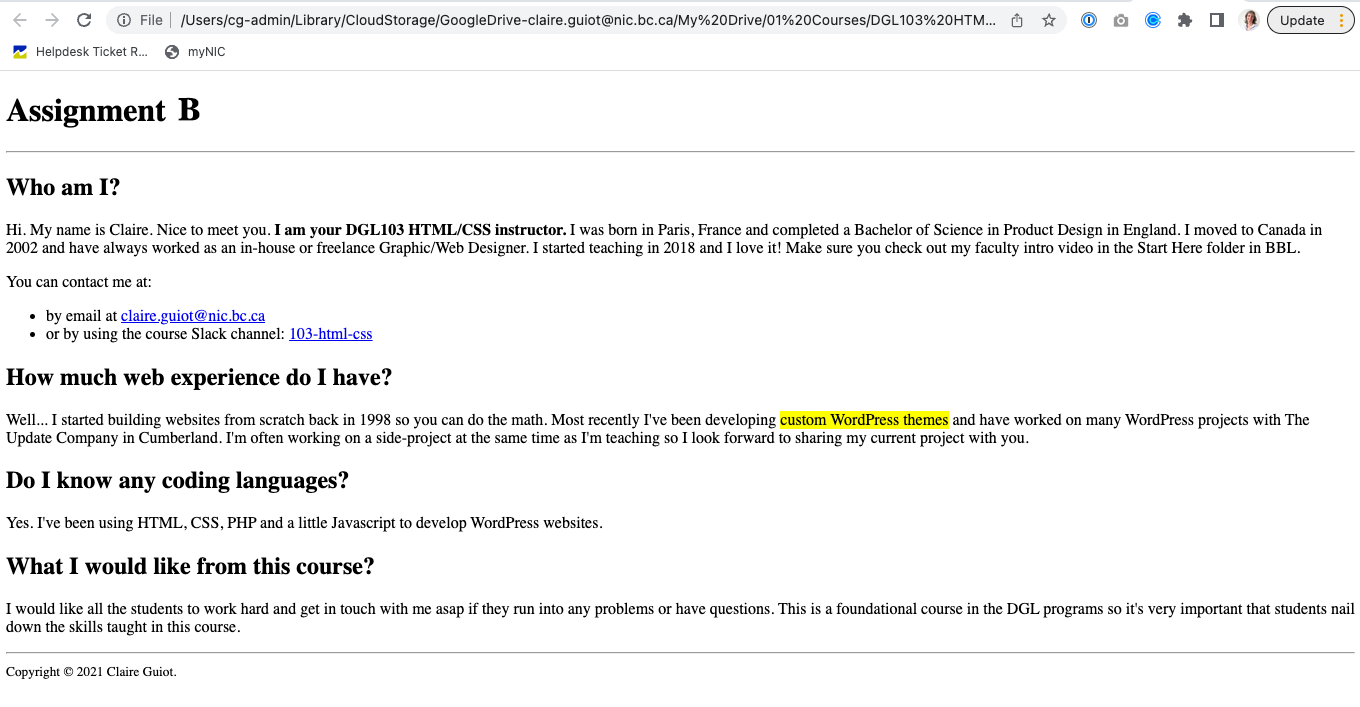 File /Users/cg-admin/Library/CloudStorage/GoogleDrive-claire.guiot@nic.bc.ca/My%20Drive/01%20Courses/DGL103%20HTM... Update
Helpdesk Ticket R... myNIC
Assignment B
Who am I?
Hi. My name is Claire. Nice to meet you. I am your DGL103 HTML/CSS instructor. I was born in Paris, France and completed a Bachelor of Science in Product Design in England. I moved to Canada in
2002 and have always worked as an in-house or freelance Graphic/Web Designer. I started teaching in 2018 and I love it! Make sure you check out my faculty intro video in the Start Here folder in BBL.
You can contact me at:
• by email at claire.guiot@nic.bc.ca
• or by using the course Slack channel: 103-html-css
How much web experience do I have?
Well... I started building websites from scratch back in 1998 so you can do the math. Most recently I've been developing custom WordPress themes and have worked on many WordPress projects with The
Update Company in Cumberland. I'm often working on a side-project at the same time as I'm teaching so I look forward to sharing my current project with you.
Do I know any coding languages?
Yes. I've been using HTML, CSS, PHP and a little Javascript to develop WordPress websites.
What I would like from this course?
I would like all the students to work hard and get in touch with me asap if they run into any problems or have questions. This is a foundational course in the DGL programs so it's very important that students nail
down the skills taught in this course.
Copyright © 2021 Claire Guiot.